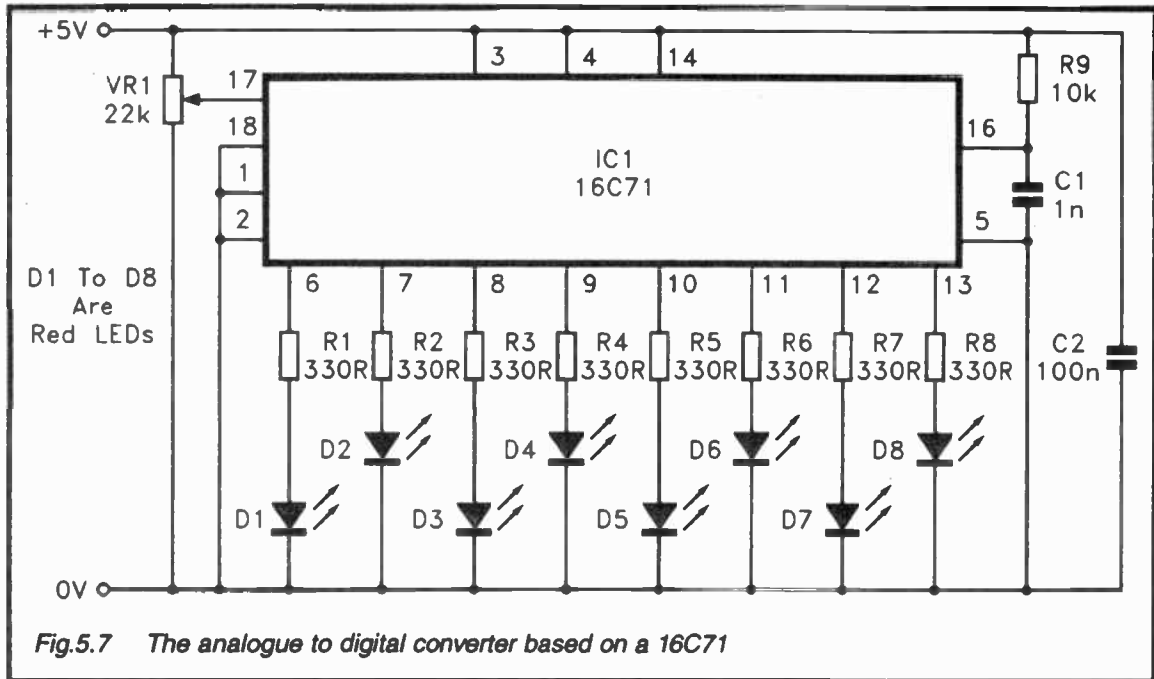 +5V
3 4 14
VR1
22k
17
18
1
2
IC1
16C71
16
5
R9
10k
C1
1n
D1 To D8
Are
Red LEDs
6 7 8 9 10 11 12 13
R1
330R
R2
330R
R3
330R
R4
330R
R5
330R
R6
330R
R7
330R
R8
330R
C2
100n
D2 D4 D6 D8
D1 D3 D5 D7
0V
Fig.5.7 The analogue to digital converter based on a 16C71